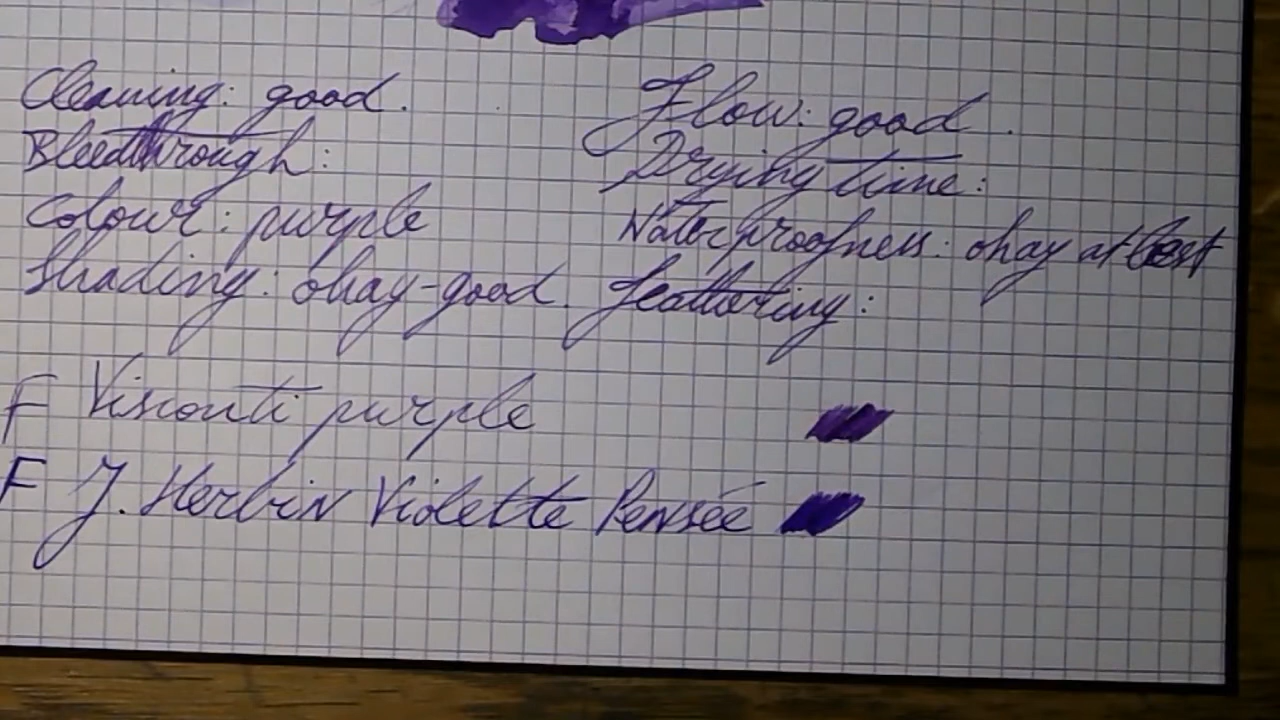 Cleaning: good. Flow: good.
Bleedthrough: Drying time:
Colour: purple Waterproofness: okay at best
Shading: okay-good. Feathering:
F Visconti purple
F J. Herbin Violette Pensée